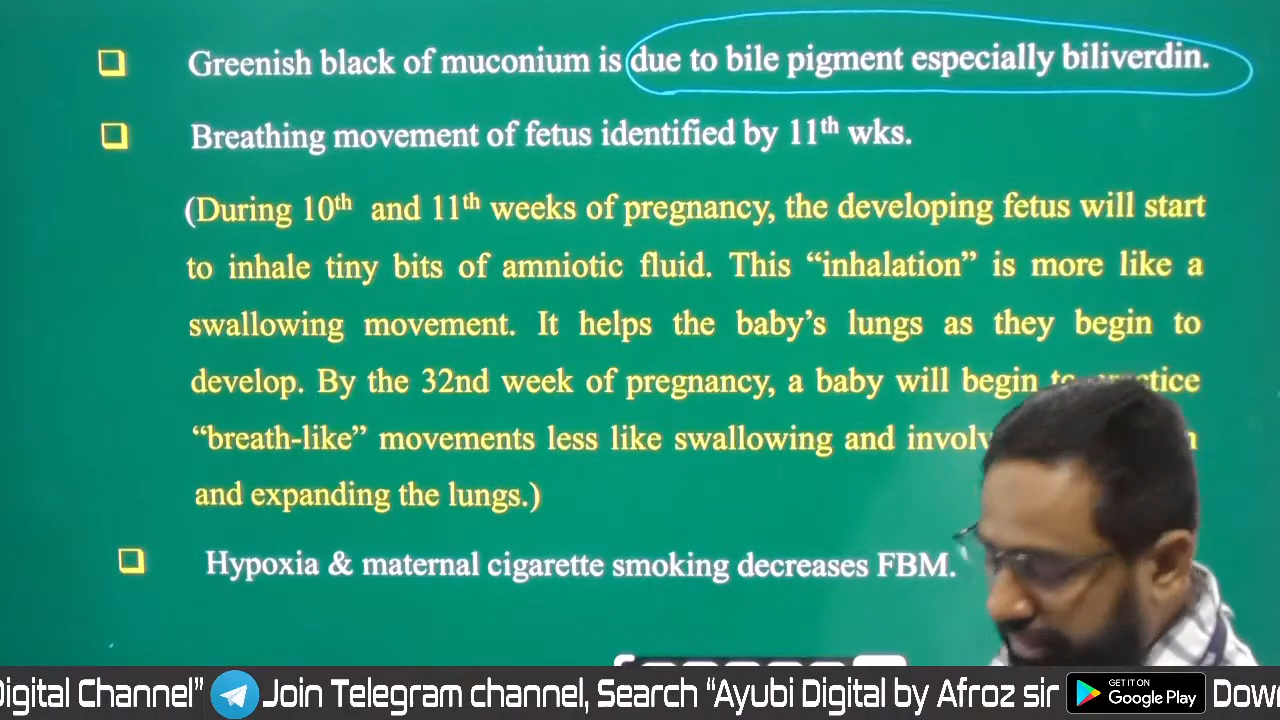 Greenish black of muconium is due to bile pigment especially biliverdin.
Breathing movement of fetus identified by 11th wks.
(During 10th and 11th weeks of pregnancy, the developing fetus will start
to inhale tiny bits of amniotic fluid. This “inhalation” is more like a
swallowing movement. It helps the baby’s lungs as they begin to
develop. By the 32nd week of pregnancy, a baby will begin
“breath-like” movements less like swallowing and
and expanding the lungs.)
Hypoxia & maternal cigarette smoking decreases FBM.
Digital Channel” Join Telegram channel, Search “Ayubi Digital by Afroz sir GET IT ON Google Play